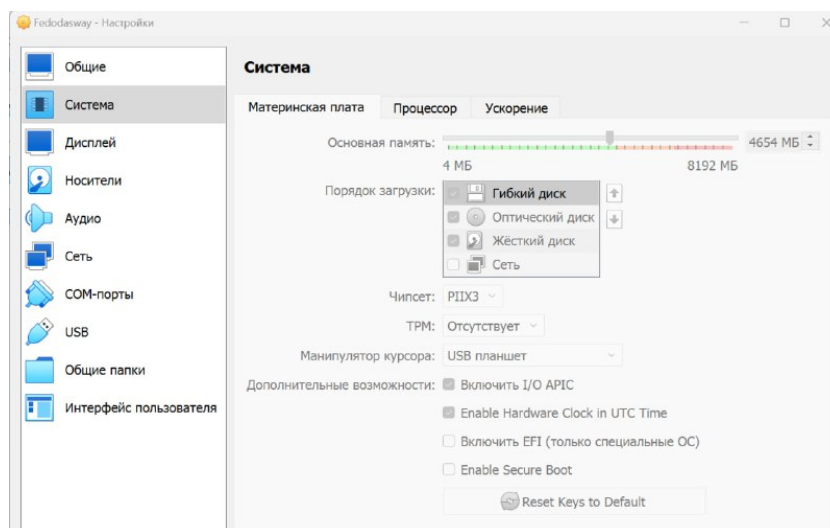 Fedodasway - Настройки
Общие
Система
Дисплей
Носители
Аудио
Сеть
COM-порты
USB
Общие папки
Интерфейс пользователя
Система
Материнская плата Процессор Ускорение
Основная память: 4654 МБ
4 МБ 8192 МБ
Порядок загрузки: Гибкий диск
Оптический диск
Жёсткий диск
Сеть
Чипсет: PIIX3
TPM: Отсутствует
Манипулятор курсора: USB планшет
Дополнительные возможности: Включить I/O APIC
Enable Hardware Clock in UTC Time
Включить EFI (только специальные ОС)
Enable Secure Boot
Reset Keys to Default